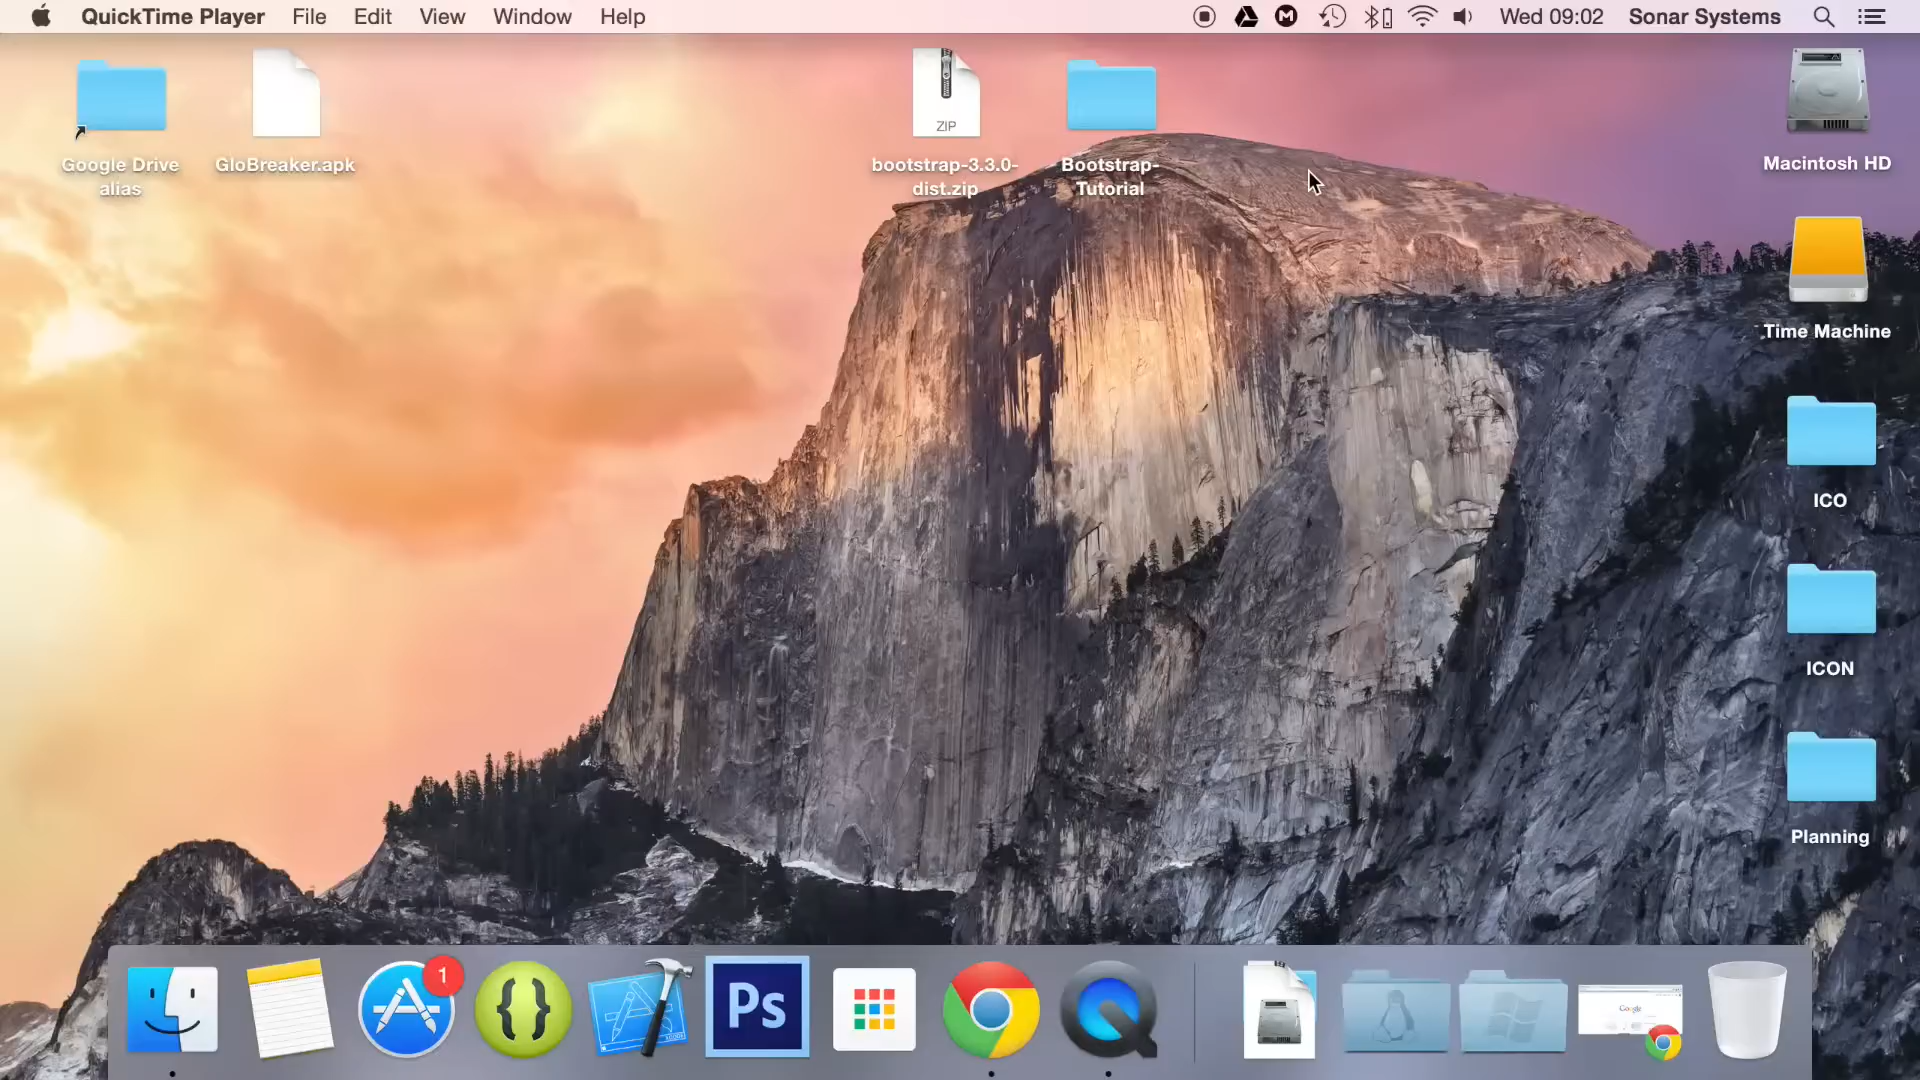 QuickTime Player File Edit View Window Help Wed 09:02 Sonar Systems
Google Drive
alias
GloBreaker.apk
ZIP
bootstrap-3.3.0-
dist.zip
Bootstrap-
Tutorial
Macintosh HD
Time Machine
ICO
ICON
Planning
1
Ps
Google